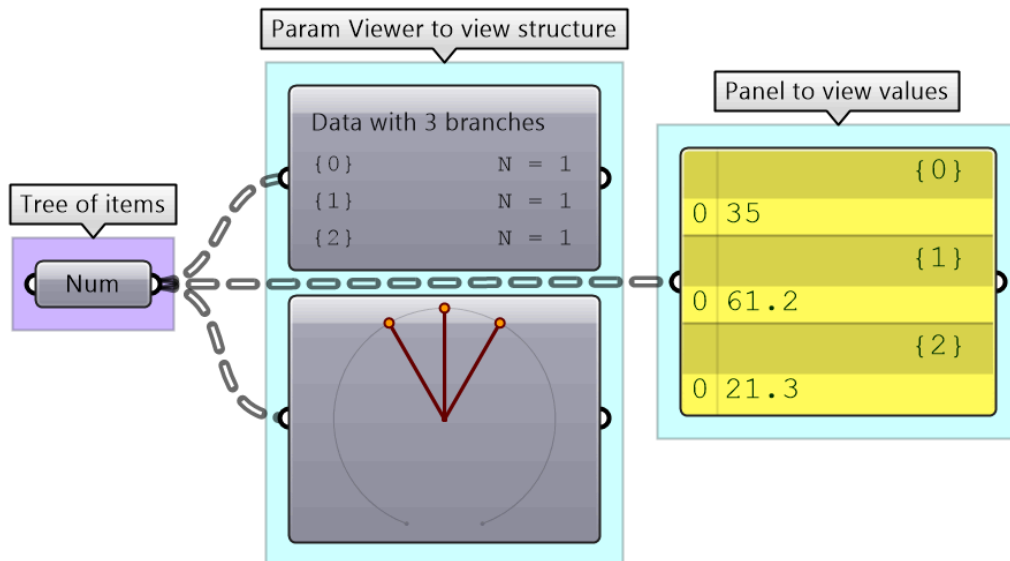 Param Viewer to view structure
Panel to view values
Data with 3 branches
{0} N = 1
{1} N = 1
{2} N = 1
Tree of items
Num
{0}
0 35
{1}
0 61.2
{2}
0 21.3